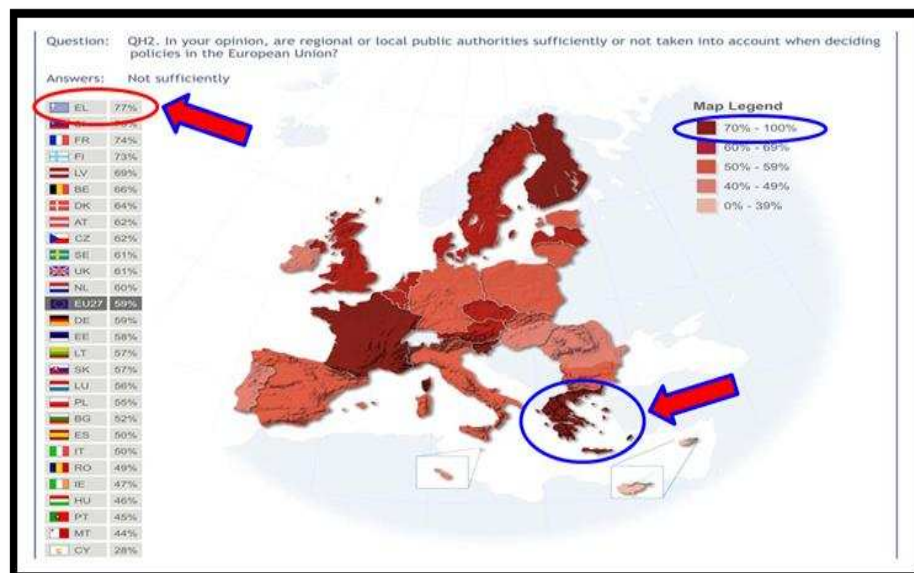 Question: QH2. In your opinion, are regional or local public authorities sufficiently or not taken into account when deciding
policies in the European Union?
Answers: Not sufficiently
EL 77%
FR 74%
FI 73%
LV 69%
BE 66%
DK 64%
AT 62%
CZ 62%
SE 61%
UK 61%
NL 60%
EU27 59%
DE 59%
EE 58%
LT 57%
SK 57%
LU 56%
PL 55%
BG 52%
ES 50%
IT 50%
RO 49%
IE 47%
HU 46%
PT 45%
MT 44%
CY 28%
Map Legend
70% - 100%
60% - 69%
50% - 59%
40% - 49%
0% - 39%